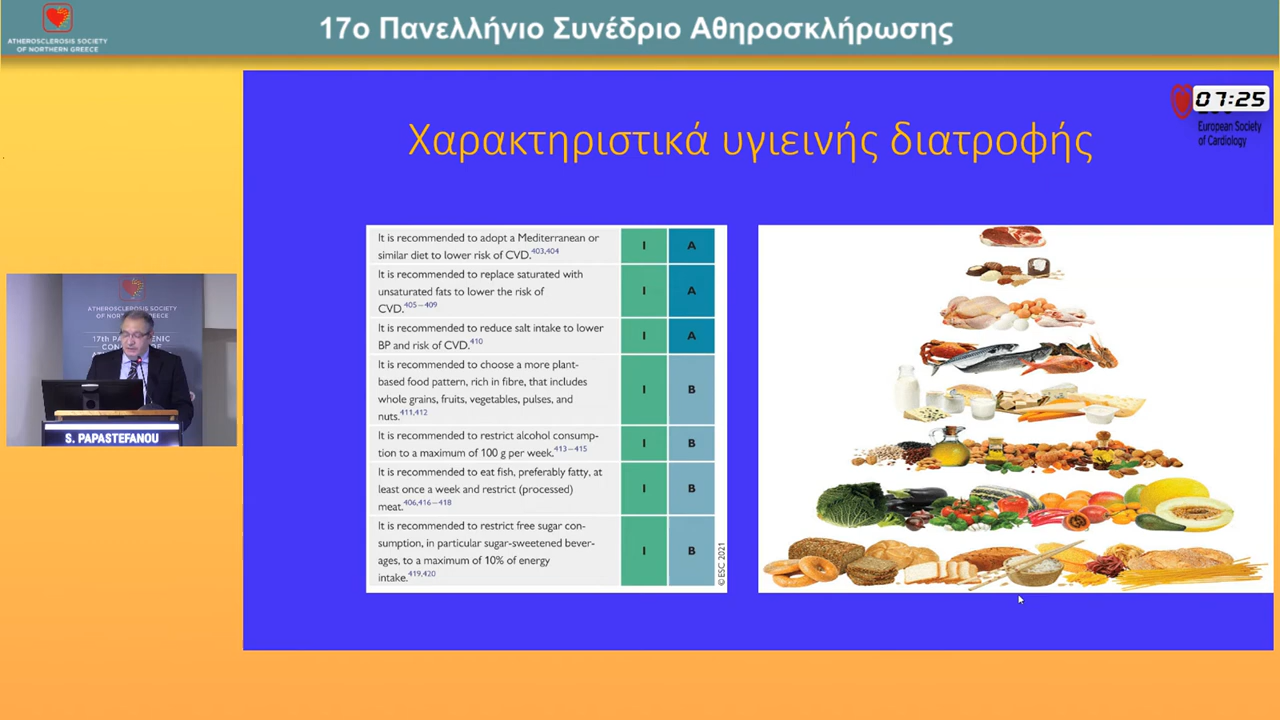 ATHEROSCLEROSIS SOCIETY
OF NORTHERN GREECE
17ο Πανελλήνιο Συνέδριο Αθηροσκλήρωσης
07:25
European Society
of Cardiology
Χαρακτηριστικά υγιεινής διατροφής
It is recommended to adopt a Mediterranean or
similar diet to lower risk of CVD.403,404
I A
It is recommended to replace saturated with
unsaturated fats to lower the risk of
CVD.405–409
I A
It is recommended to reduce salt intake to lower
BP and risk of CVD.410
I A
It is recommended to choose a more plant-
based food pattern, rich in fibre, that includes
whole grains, fruits, vegetables, pulses, and
nuts.411,412
I B
It is recommended to restrict alcohol consump-
tion to a maximum of 100 g per week.413–415
I B
It is recommended to eat fish, preferably fatty, at
least once a week and restrict (processed)
meat.406,416–418
I B
It is recommended to restrict free sugar con-
sumption, in particular sugar-sweetened bever-
ages, to a maximum of 10% of energy
intake.419,420
I B
© ESC 2021
ATHEROSCLEROSIS SOCIETY
S. PAPASTEFANOU